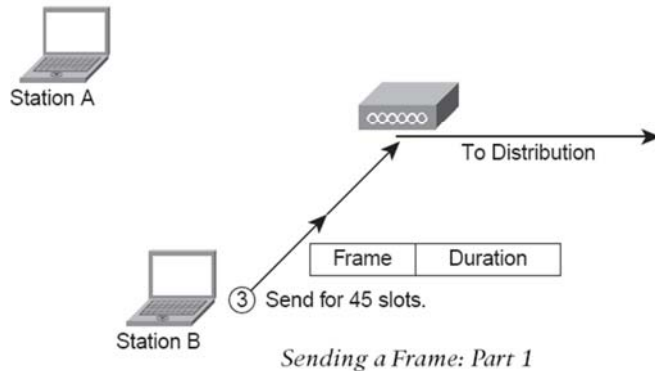 Station A
To Distribution
Frame Duration
③ Send for 45 slots.
Station B
Sending a Frame: Part 1